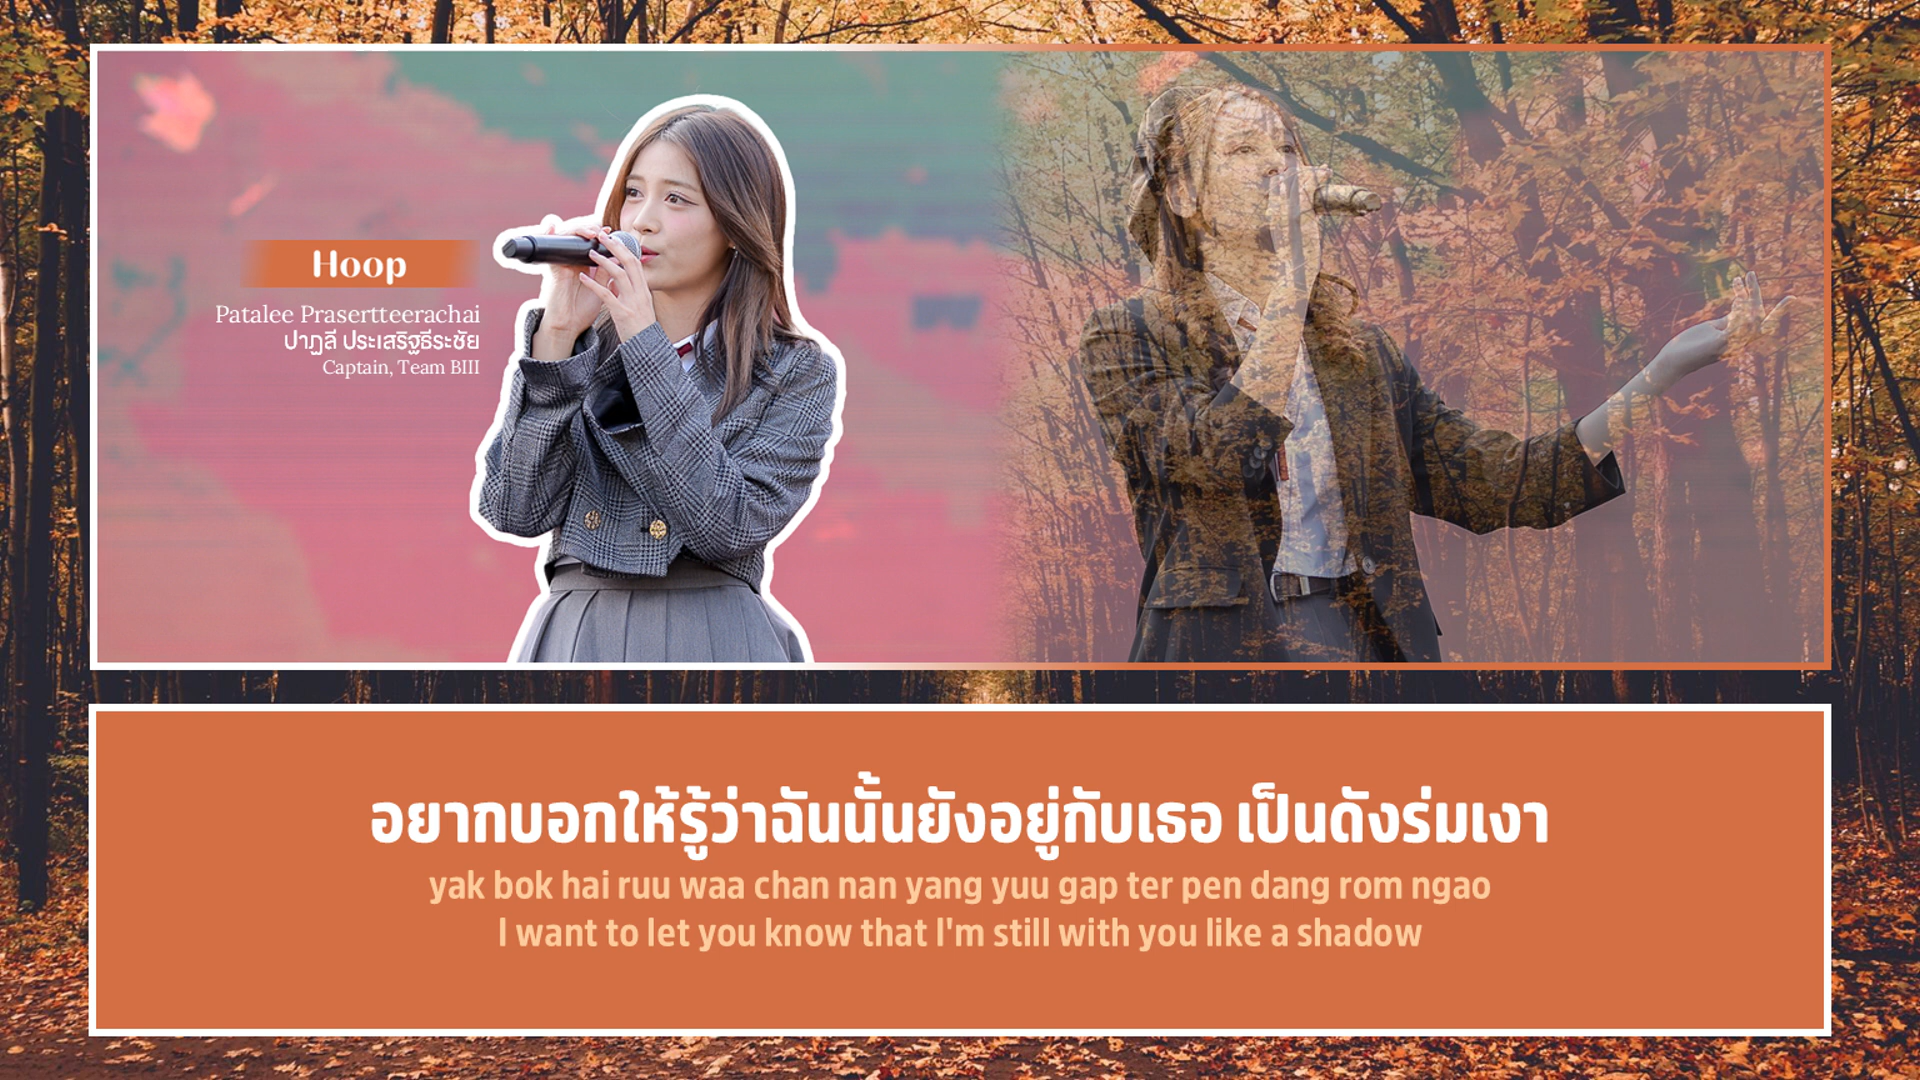 Hoop
Patalee Prasertteerachai
ปาฏลี ประเสริฐธีระชัย
Captain, Team BIII
อยากบอกให้รู้ว่าฉันนั้นยังอยู่กับเธอ เป็นดังร่มเงา
yak bok hai ruu waa chan nan yang yuu gap ter pen dang rom ngao
I want to let you know that I'm still with you like a shadow